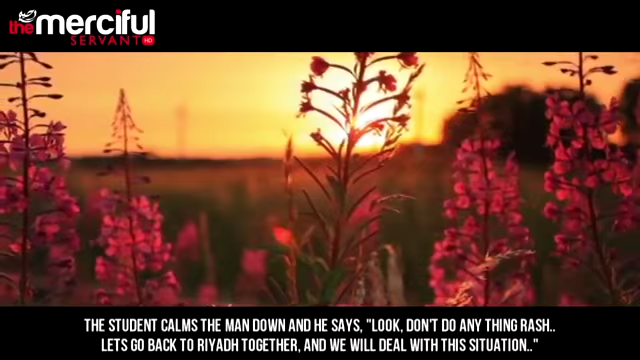 the merciful
SERVANT HD
THE STUDENT CALMS THE MAN DOWN AND HE SAYS, "LOOK, DON'T DO ANY THING RASH..
LETS GO BACK TO RIYADH TOGETHER, AND WE WILL DEAL WITH THIS SITUATION.."